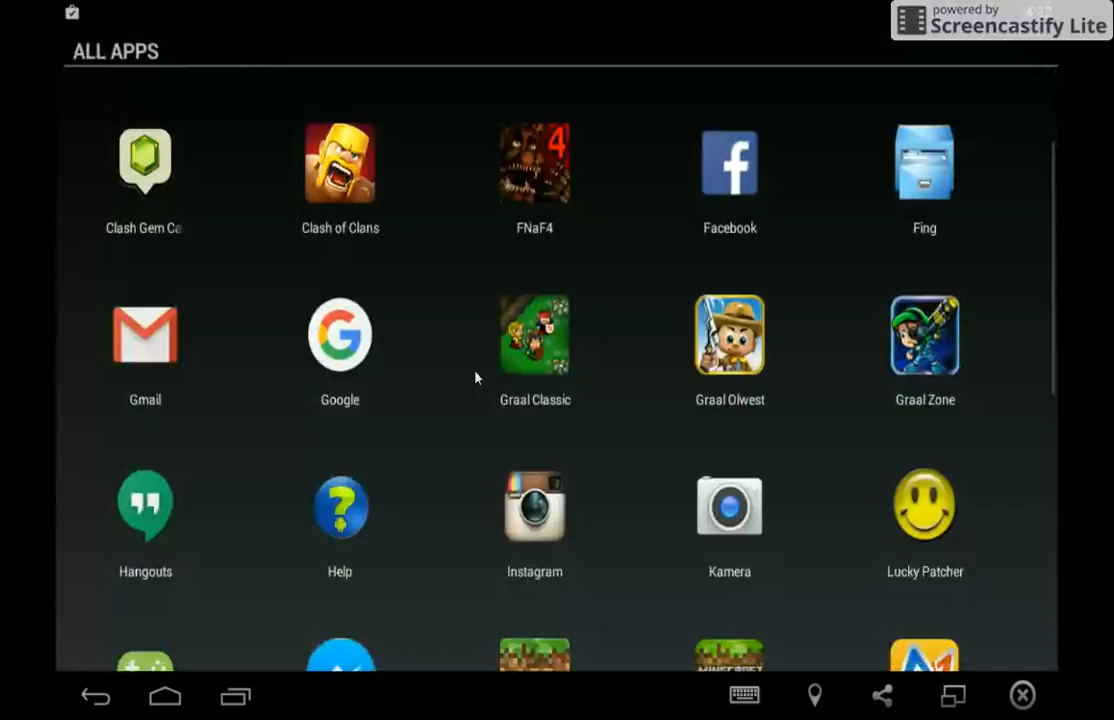 powered by
Screencastify Lite
ALL APPS
4
Clash Gem Ca
Clash of Clans
FNaF4
Facebook
Fing
Gmail
Google
Graal Classic
Graal Olwest
Graal Zone
Hangouts
Help
Instagram
Kamera
Lucky Patcher